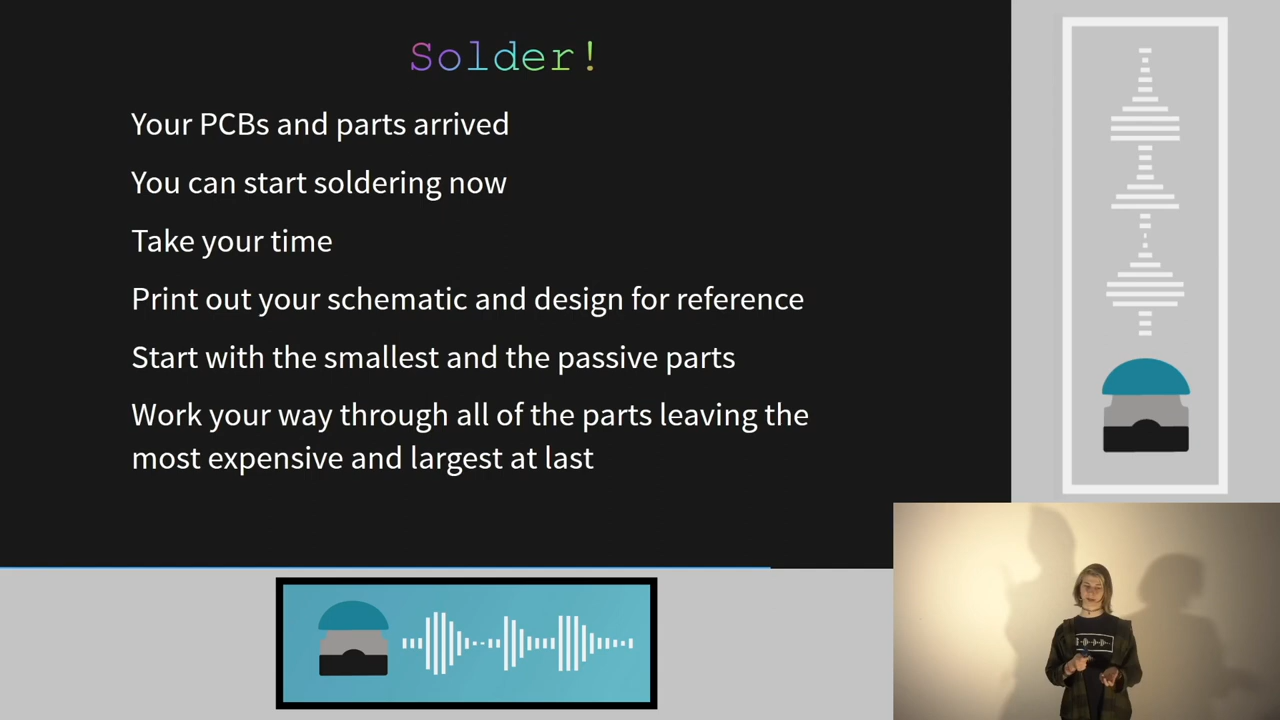 Solder!
Your PCBs and parts arrived
You can start soldering now
Take your time
Print out your schematic and design for reference
Start with the smallest and the passive parts
Work your way through all of the parts leaving the
most expensive and largest at last